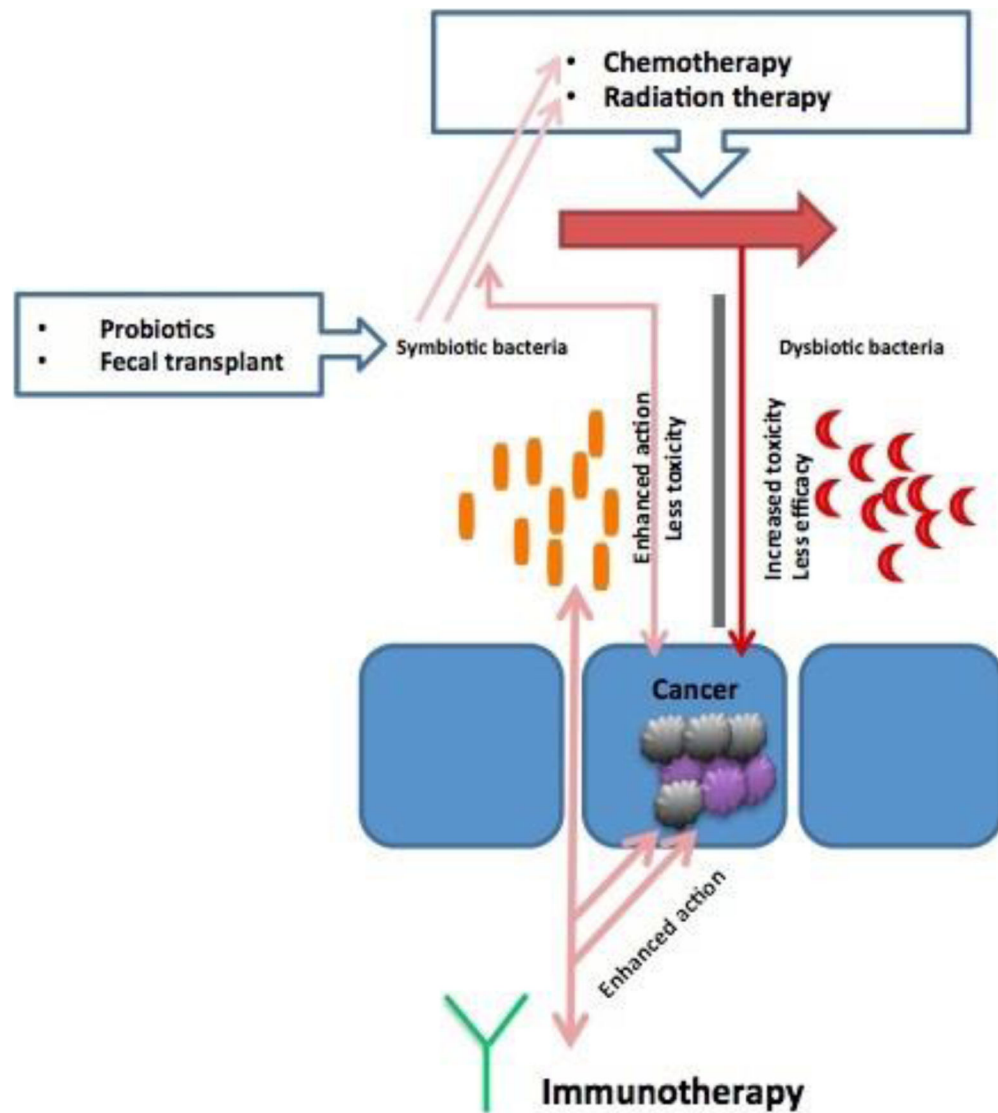 • Chemotherapy
• Radiation therapy
• Probiotics
• Fecal transplant
Symbiotic bacteria
Dysbiotic bacteria
Enhanced action
Less toxicity
Increased toxicity
Less efficacy
Cancer
Enhanced action
Immunotherapy